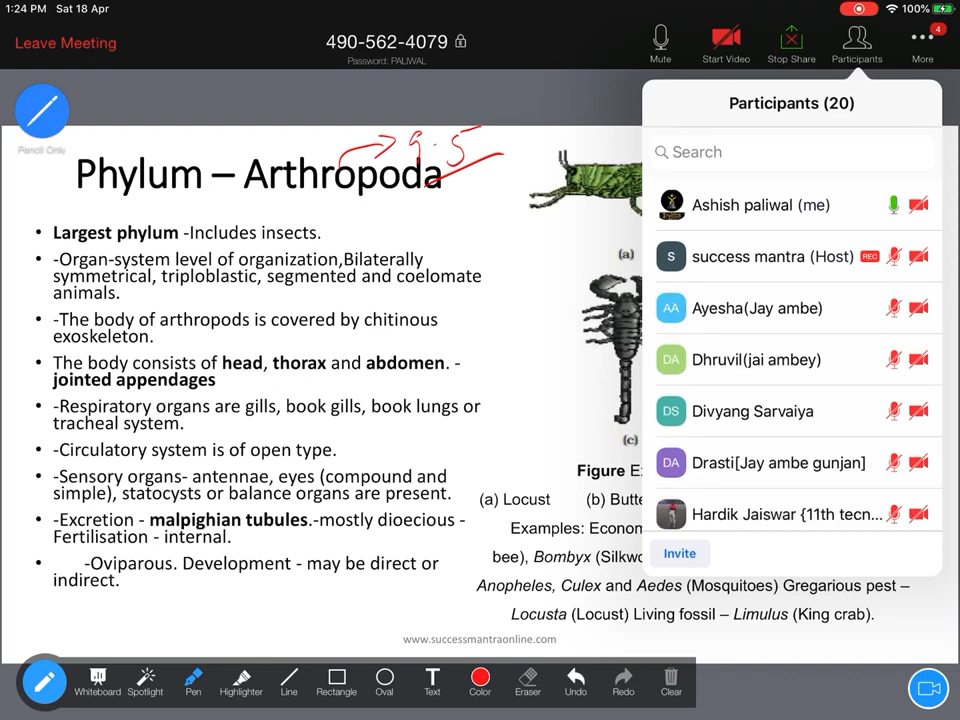 1:24 PM Sat 18 Apr
100%
Leave Meeting
490-562-4079
Password: PALIWAL
Mute
Start Video
Stop Share
Participants
4
More
Pencil Only
9.5
Phylum – Arthropoda
• Largest phylum -Includes insects.
• -Organ-system level of organization,Bilaterally
symmetrical, triploblastic, segmented and coelomate
animals.
• -The body of arthropods is covered by chitinous
exoskeleton.
• The body consists of head, thorax and abdomen. -
jointed appendages
• -Respiratory organs are gills, book gills, book lungs or
tracheal system.
• -Circulatory system is of open type.
• -Sensory organs- antennae, eyes (compound and
simple), statocysts or balance organs are present.
• -Excretion - malpighian tubules.-mostly dioecious -
Fertilisation - internal.
• -Oviparous. Development - may be direct or
indirect.
(a)
(c)
Figure
(a) Locust (b)
Examples:
bee), Bombyx
Anopheles, Culex and Aedes (Mosquitoes) Gregarious pest –
Locusta (Locust) Living fossil – Limulus (King crab).
www.successmantraonline.com
Participants (20)
Search
Ashish paliwal (me)
S success mantra (Host) REC
AA Ayesha(Jay ambe)
DA Dhruvil(jai ambey)
DS Divyang Sarvaiya
DA Drasti[Jay ambe gunjan]
Hardik Jaiswar {11th tecn...
Invite
Whiteboard
Spotlight
Pen
Highlighter
Line
Rectangle
Oval
T
Text
Color
Eraser
Undo
Redo
Clear